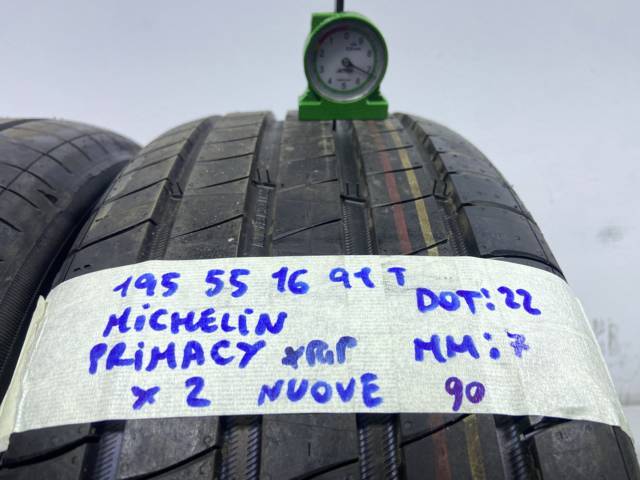 195 55 16 91 T DOT: 22
MiCHELiN
PRiMACY MM: 7
x 2 NUOVE 90